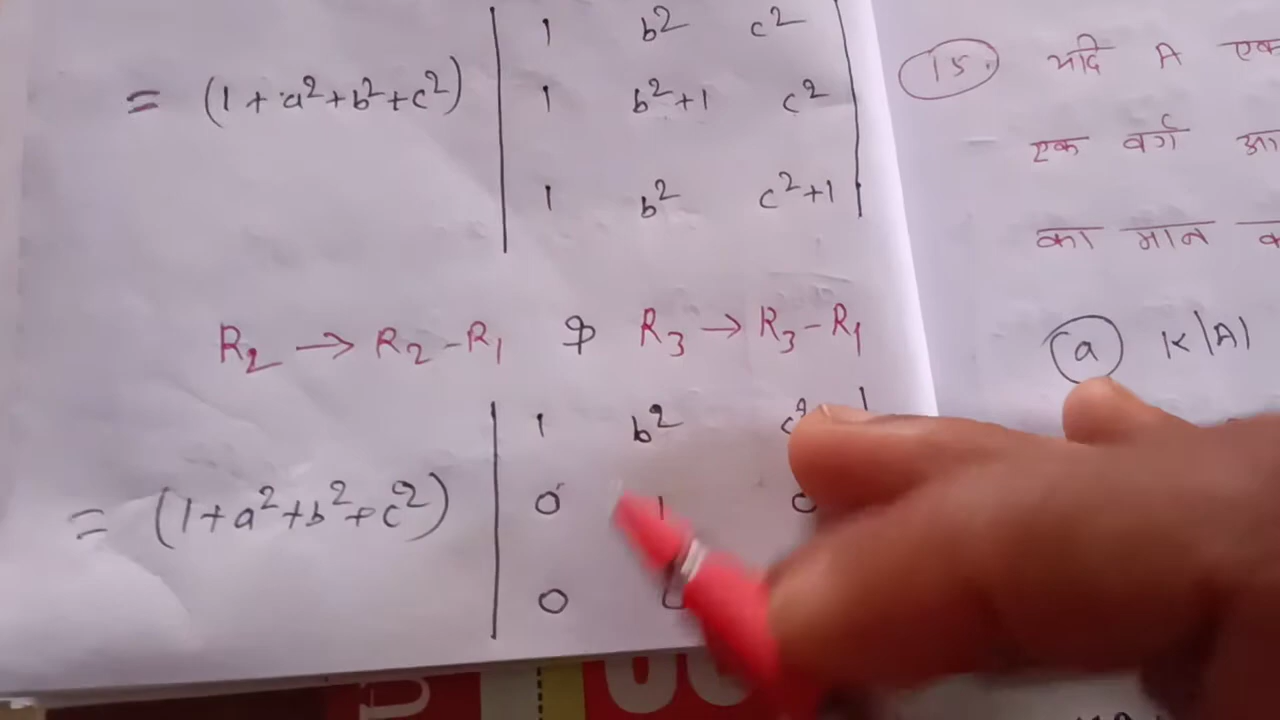 1 b² c²
= (1+a²+b²+c²) 1 b²+1 c²
1 b² c²+1
R₂ → R₂-R₁ & R₃ → R₃-R₁
1 b²
= (1+a²+b²+c²) 0 1
0
15. यदि A एक
एक वर्ग
का मान
(a) K|A|